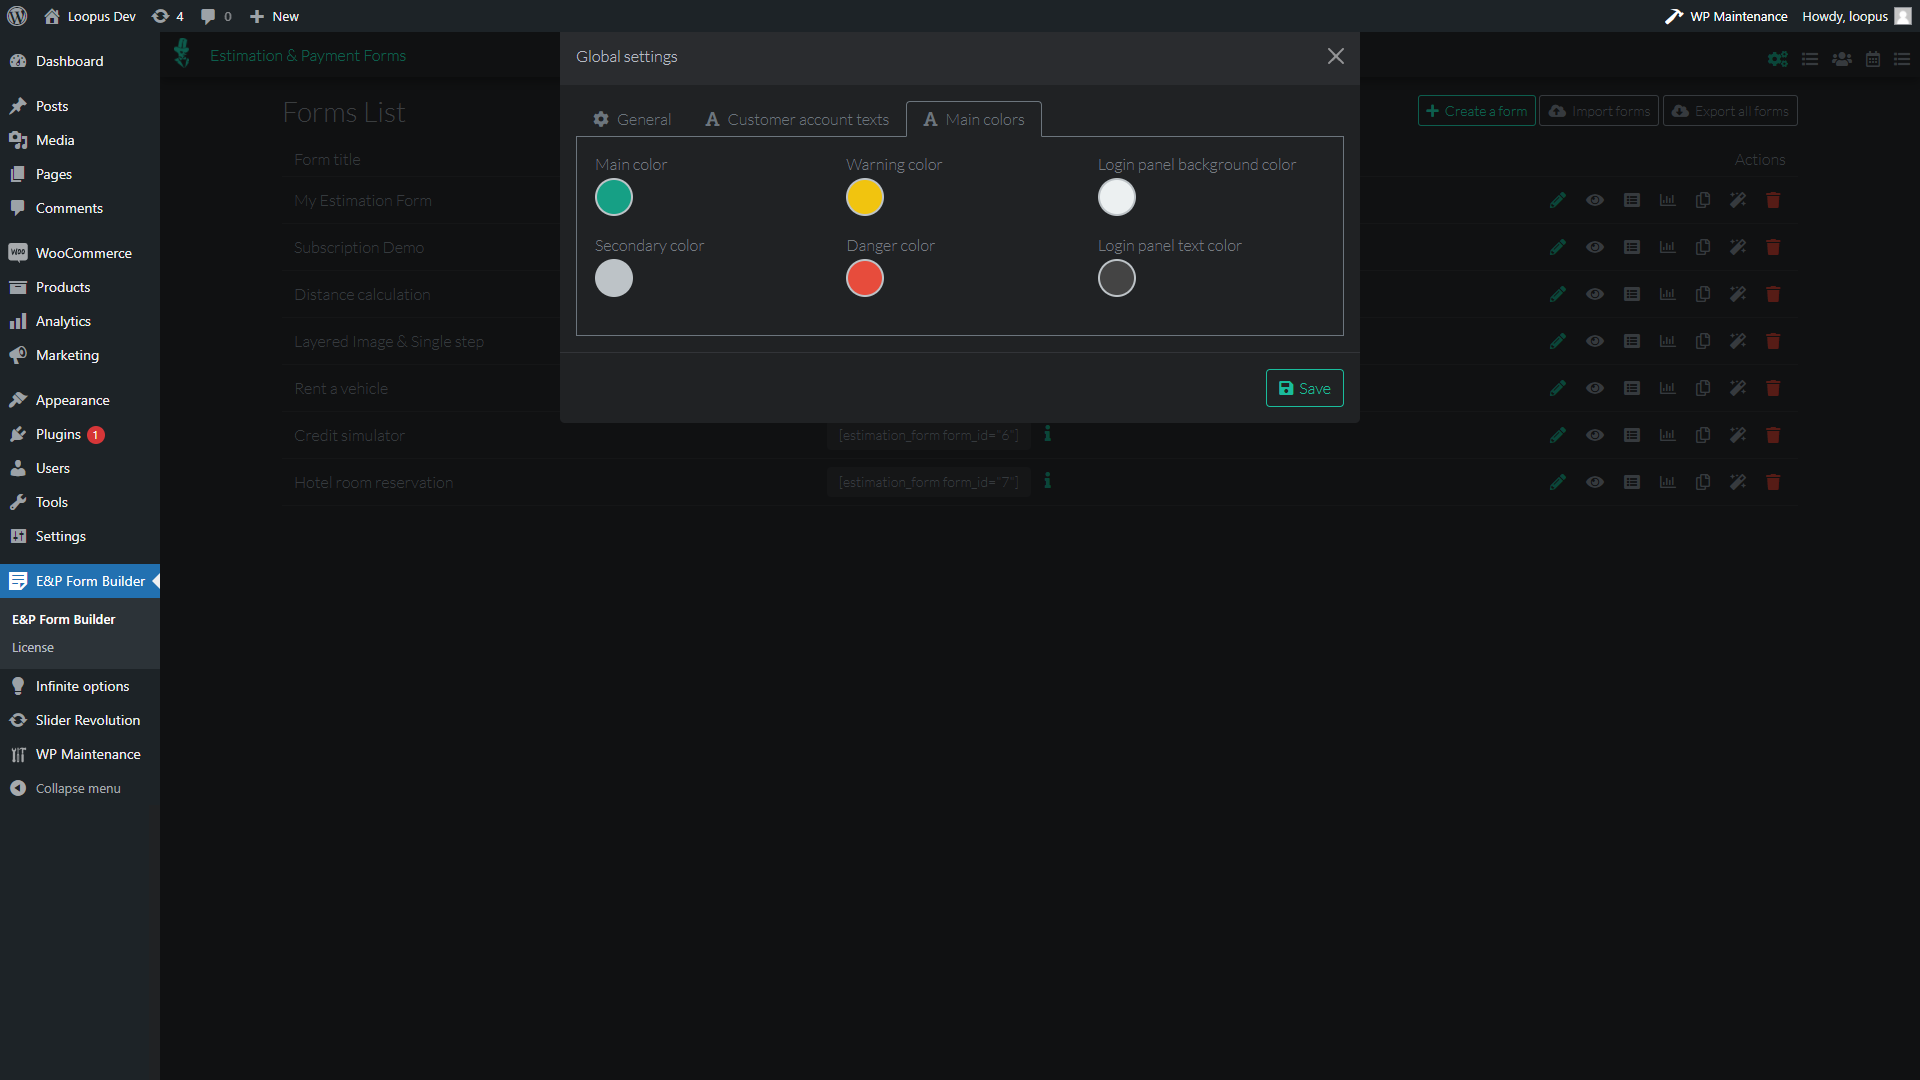 Loopus Dev
4
0
New
WP Maintenance
Howdy, loopus
Dashboard
Posts
Media
Pages
Comments
WooCommerce
Products
Analytics
Marketing
Appearance
Plugins 1
Users
Tools
Settings
E&P Form Builder
E&P Form Builder
License
Infinite options
Slider Revolution
WP Maintenance
Collapse menu
Estimation & Payment Forms
Forms List
Create a form
Import forms
Export all forms
Form title
Actions
My Estimation Form
Subscription Demo
Distance calculation
Layered Image & Single step
Rent a vehicle
Credit simulator
[estimation_form form_id="6"]
Hotel room reservation
[estimation_form form_id="7"]
Global settings
General
Customer account texts
Main colors
Main color
Warning color
Login panel background color
Secondary color
Danger color
Login panel text color
Save